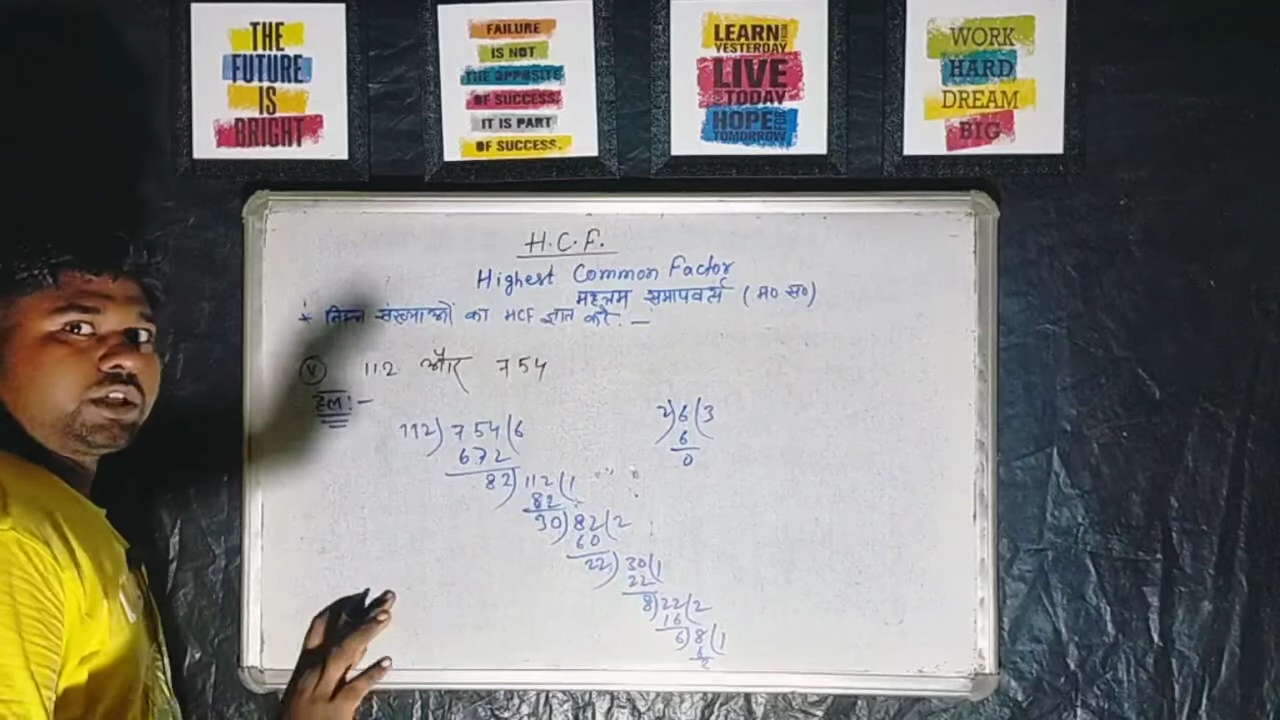 THE
FUTURE
IS
BRIGHT
FAILURE
IS NOT
THE OPPOSITE
OF SUCCESS.
IT IS PART
OF SUCCESS.
LEARN FROM
YESTERDAY
LIVE
FOR TODAY
HOPE FOR
TOMORROW
WORK
HARD
DREAM
BIG
H.C.F.
Highest Common Factor
महत्तम समापवर्त्य (म० स०)
* निम्न संख्याओं का HCF ज्ञात करें:—
(v) 112 और 754
हल:-
112) 754 (6
672
82) 112 (1
82
30) 82 (2
60
22) 30 (1
22
8) 22 (2
16
6) 8 (1
6
2
2) 6 (3
6
0